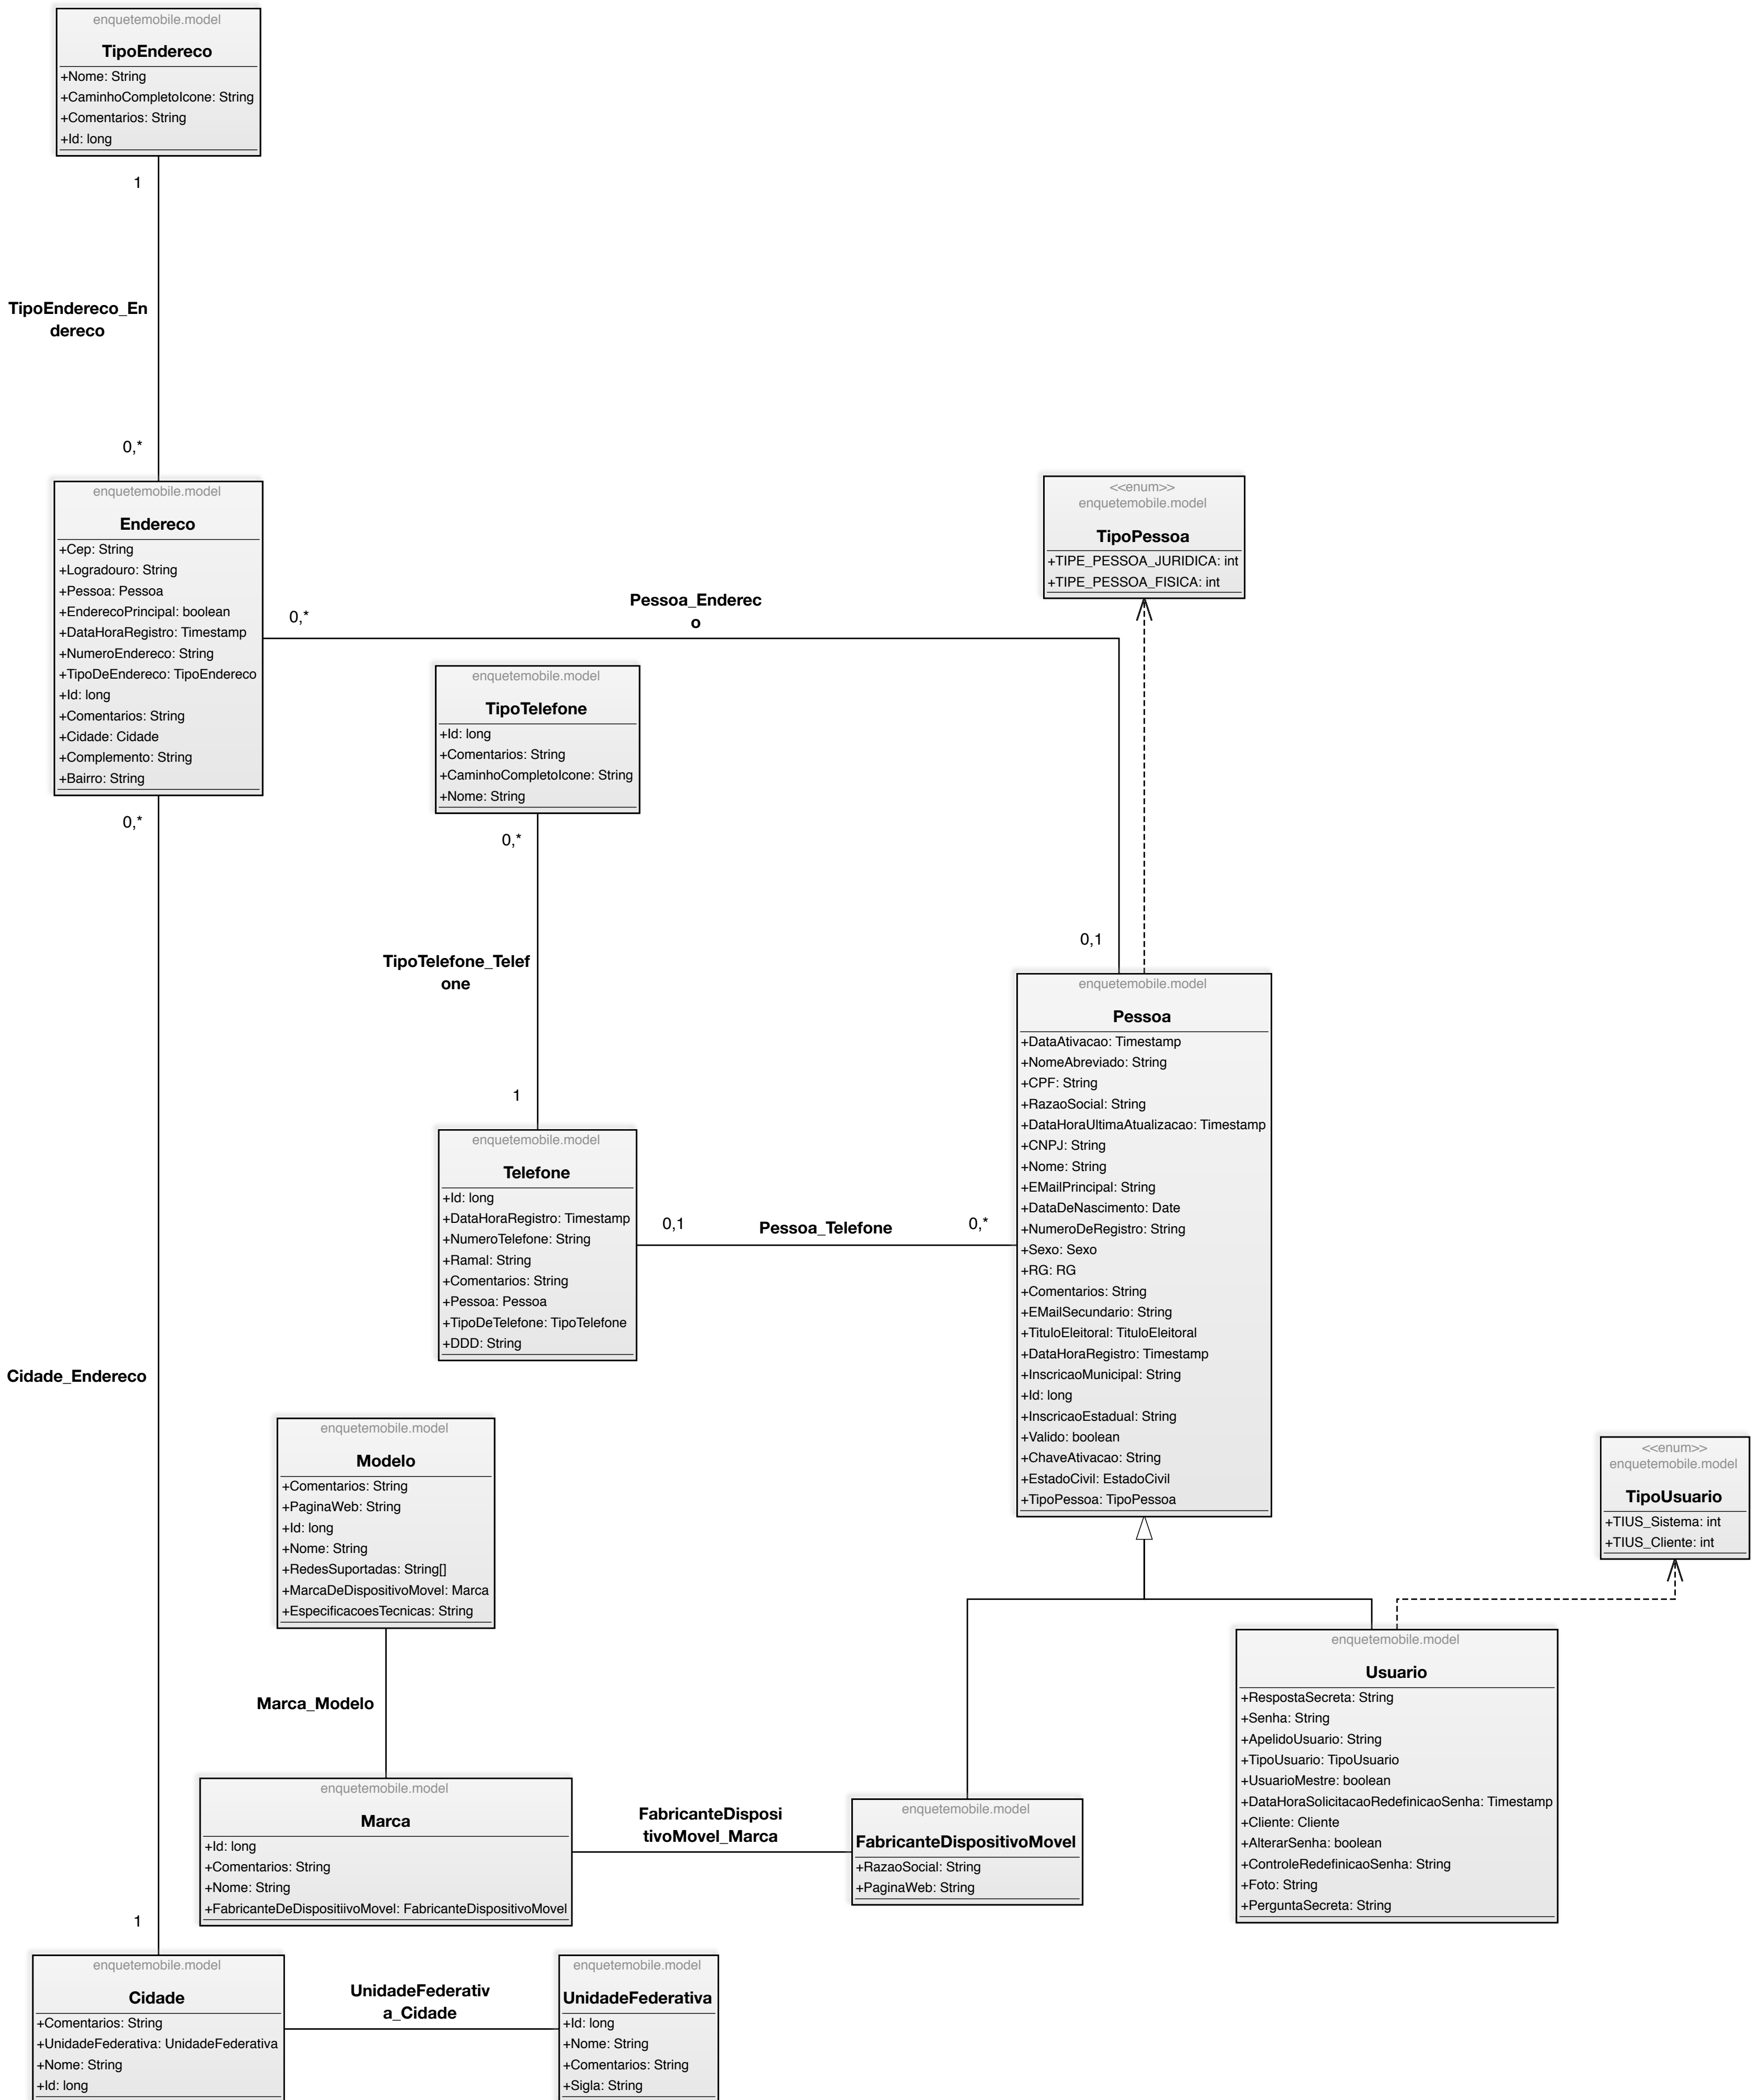 enquetemobile.model
TipoEndereco
+Nome: String
+CaminhoCompletoIcone: String
+Comentarios: String
+Id: long
1
TipoEndereco_En
dereco
0,*
enquetemobile.model
Endereco
+Cep: String
+Logradouro: String
+Pessoa: Pessoa
+EnderecoPrincipal: boolean
+DataHoraRegistro: Timestamp
+NumeroEndereco: String
+TipoDeEndereco: TipoEndereco
+Id: long
+Comentarios: String
+Cidade: Cidade
+Complemento: String
+Bairro: String
0,*
Pessoa_Enderec
o
0,1
<<enum>>
enquetemobile.model
TipoPessoa
+TIPE_PESSOA_JURIDICA: int
+TIPE_PESSOA_FISICA: int
enquetemobile.model
TipoTelefone
+Id: long
+Comentarios: String
+CaminhoCompletoIcone: String
+Nome: String
0,*
TipoTelefone_Telef
one
1
enquetemobile.model
Telefone
+Id: long
+DataHoraRegistro: Timestamp
+NumeroTelefone: String
+Ramal: String
+Comentarios: String
+Pessoa: Pessoa
+TipoDeTelefone: TipoTelefone
+DDD: String
0,1
Pessoa_Telefone
0,*
enquetemobile.model
Pessoa
+DataAtivacao: Timestamp
+NomeAbreviado: String
+CPF: String
+RazaoSocial: String
+DataHoraUltimaAtualizacao: Timestamp
+CNPJ: String
+Nome: String
+EMailPrincipal: String
+DataDeNascimento: Date
+NumeroDeRegistro: String
+Sexo: Sexo
+RG: RG
+Comentarios: String
+EMailSecundario: String
+TituloEleitoral: TituloEleitoral
+DataHoraRegistro: Timestamp
+InscricaoMunicipal: String
+Id: long
+InscricaoEstadual: String
+Valido: boolean
+ChaveAtivacao: String
+EstadoCivil: EstadoCivil
+TipoPessoa: TipoPessoa
0,*
Cidade_Endereco
1
enquetemobile.model
Modelo
+Comentarios: String
+PaginaWeb: String
+Id: long
+Nome: String
+RedesSuportadas: String[]
+MarcaDeDispositivoMovel: Marca
+EspecificacoesTecnicas: String
Marca_Modelo
<<enum>>
enquetemobile.model
TipoUsuario
+TIUS_Sistema: int
+TIUS_Cliente: int
enquetemobile.model
Usuario
+RespostaSecreta: String
+Senha: String
+ApelidoUsuario: String
+TipoUsuario: TipoUsuario
+UsuarioMestre: boolean
+DataHoraSolicitacaoRedefinicaoSenha: Timestamp
+Cliente: Cliente
+AlterarSenha: boolean
+ControleRedefinicaoSenha: String
+Foto: String
+PerguntaSecreta: String
enquetemobile.model
Marca
+Id: long
+Comentarios: String
+Nome: String
+FabricanteDeDispositiivoMovel: FabricanteDispositivoMovel
FabricanteDisposi
tivoMovel_Marca
enquetemobile.model
FabricanteDispositivoMovel
+RazaoSocial: String
+PaginaWeb: String
enquetemobile.model
Cidade
+Comentarios: String
+UnidadeFederativa: UnidadeFederativa
+Nome: String
+Id: long
UnidadeFederativ
a_Cidade
enquetemobile.model
UnidadeFederativa
+Id: long
+Nome: String
+Comentarios: String
+Sigla: String